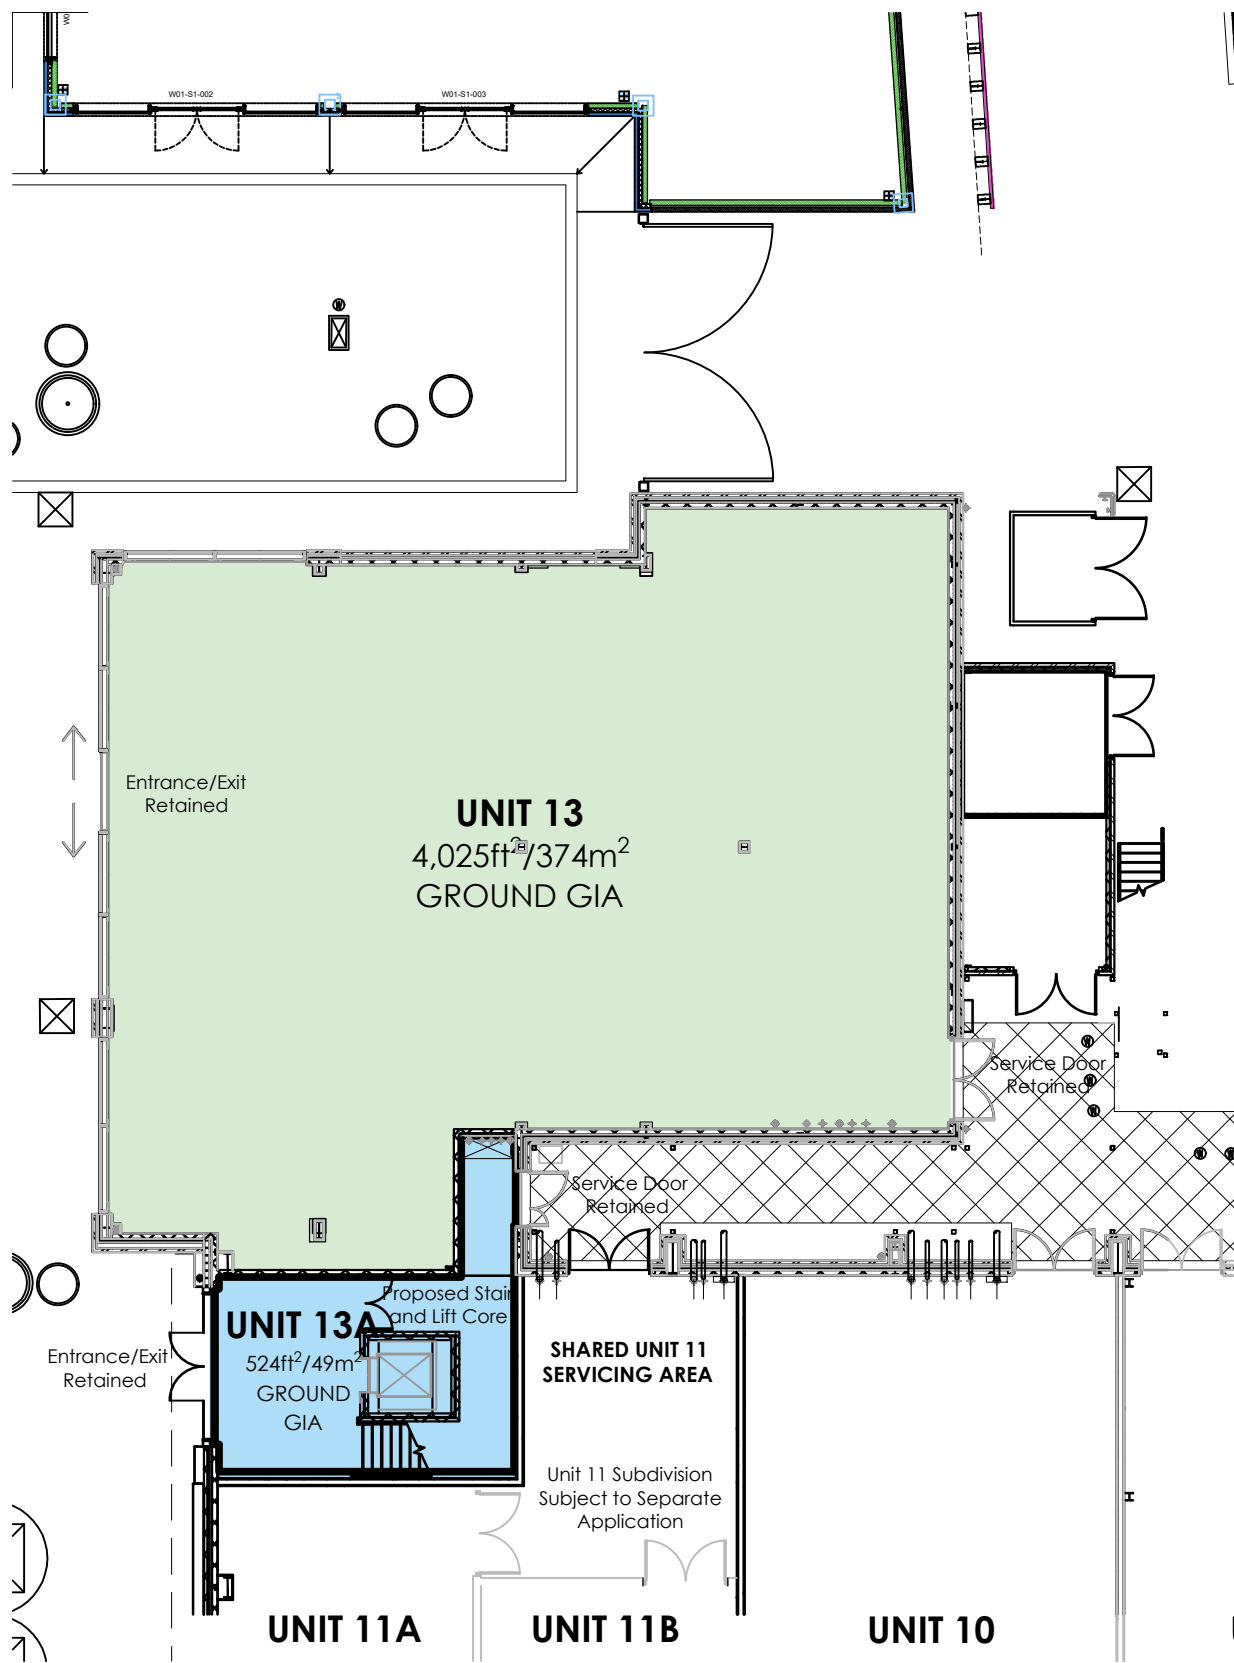 W01-S1-002
W01-S1-003
W
Entrance/Exit
Retained
UNIT 13
4,025ft²/374m²
GROUND GIA
Service Door
Retained
W
W
W
W
W
Service Door
Retained
Proposed Stair
and Lift Core
UNIT 13A
524ft²/49m²
GROUND
GIA
Entrance/Exit
Retained
SHARED UNIT 11
SERVICING AREA
Unit 11 Subdivision
Subject to Separate
Application
UNIT 11A
UNIT 11B
UNIT 10